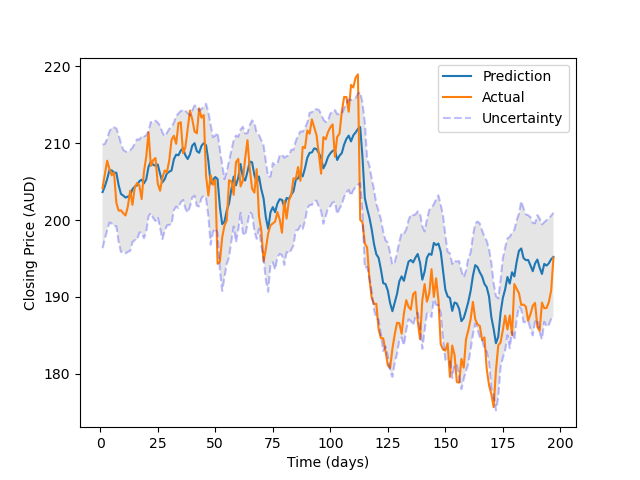 220
210
200
190
180
Closing Price (AUD)
Prediction
Actual
Uncertainty
0 25 50 75 100 125 150 175 200
Time (days)